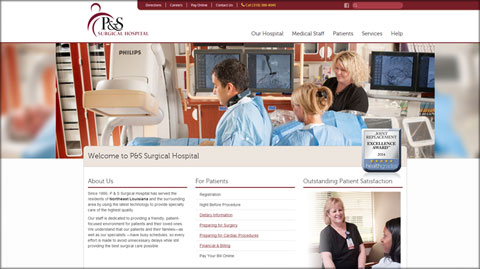 Directions
Careers
Pay Online
Contact Us
Call (318) 388-4040
P&S
SURGICAL HOSPITAL
Our Hospital
Medical Staff
Patients
Services
Help
PHILIPS
JOINT
REPLACEMENT
EXCELLENCE
AWARD
2014
healthgrades
Welcome to P&S Surgical Hospital
About Us
Since 1998, P & S Surgical Hospital has served the
residents of Northeast Louisiana and the surrounding
area by using the latest technology to provide specialty
care of the highest quality.
Our staff is dedicated to providing a friendly, patient-
focused environment for patients and their loved ones.
We understand that our patients and their families—as
well as our specialists —have busy schedules, so every
effort is made to avoid unnecessary delays while still
providing the best surgical care possible.
For Patients
Registration
Night Before Procedure
Dietary Information
Preparing for Surgery
Preparing for Cardiac Procedures
Financial & Billing
Pay Your Bill Online
Outstanding Patient Satisfaction